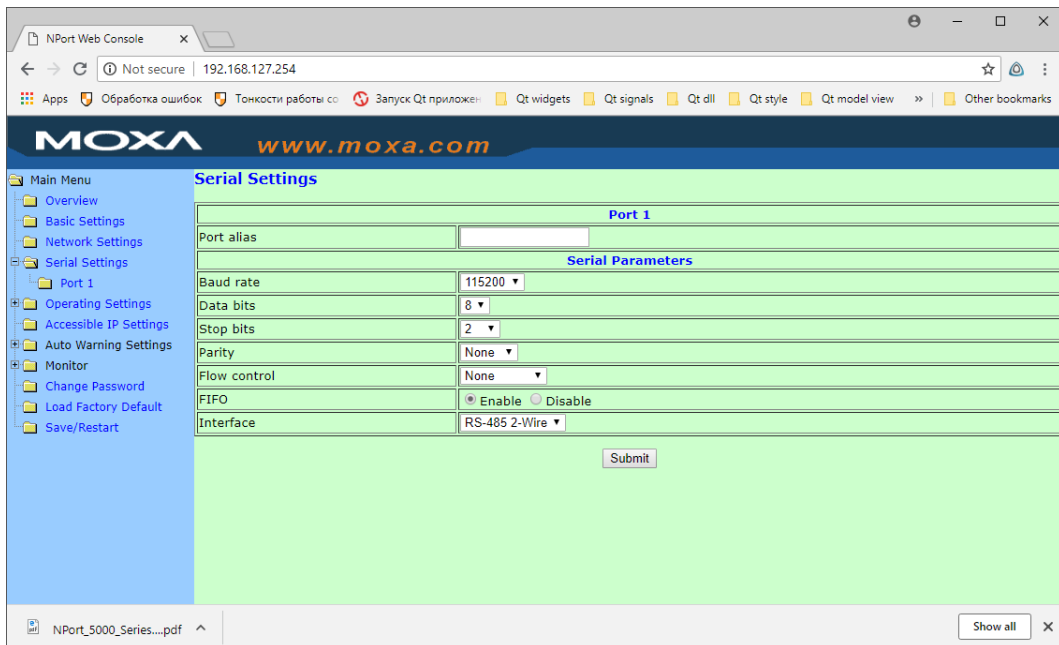 NPort Web Console
Not secure 192.168.127.254
Apps Обработка ошибок Тонкости работы со Запуск Qt приложен Qt widgets Qt signals Qt dll Qt style Qt model view » Other bookmarks
MOXA www.moxa.com
Main Menu
Overview
Basic Settings
Network Settings
Serial Settings
Port 1
Operating Settings
Accessible IP Settings
Auto Warning Settings
Monitor
Change Password
Load Factory Default
Save/Restart
Serial Settings
Port 1
Port alias
Serial Parameters
Baud rate 115200
Data bits 8
Stop bits 2
Parity None
Flow control None
FIFO Enable Disable
Interface RS-485 2-Wire
Submit
NPort_5000_Series....pdf Show all